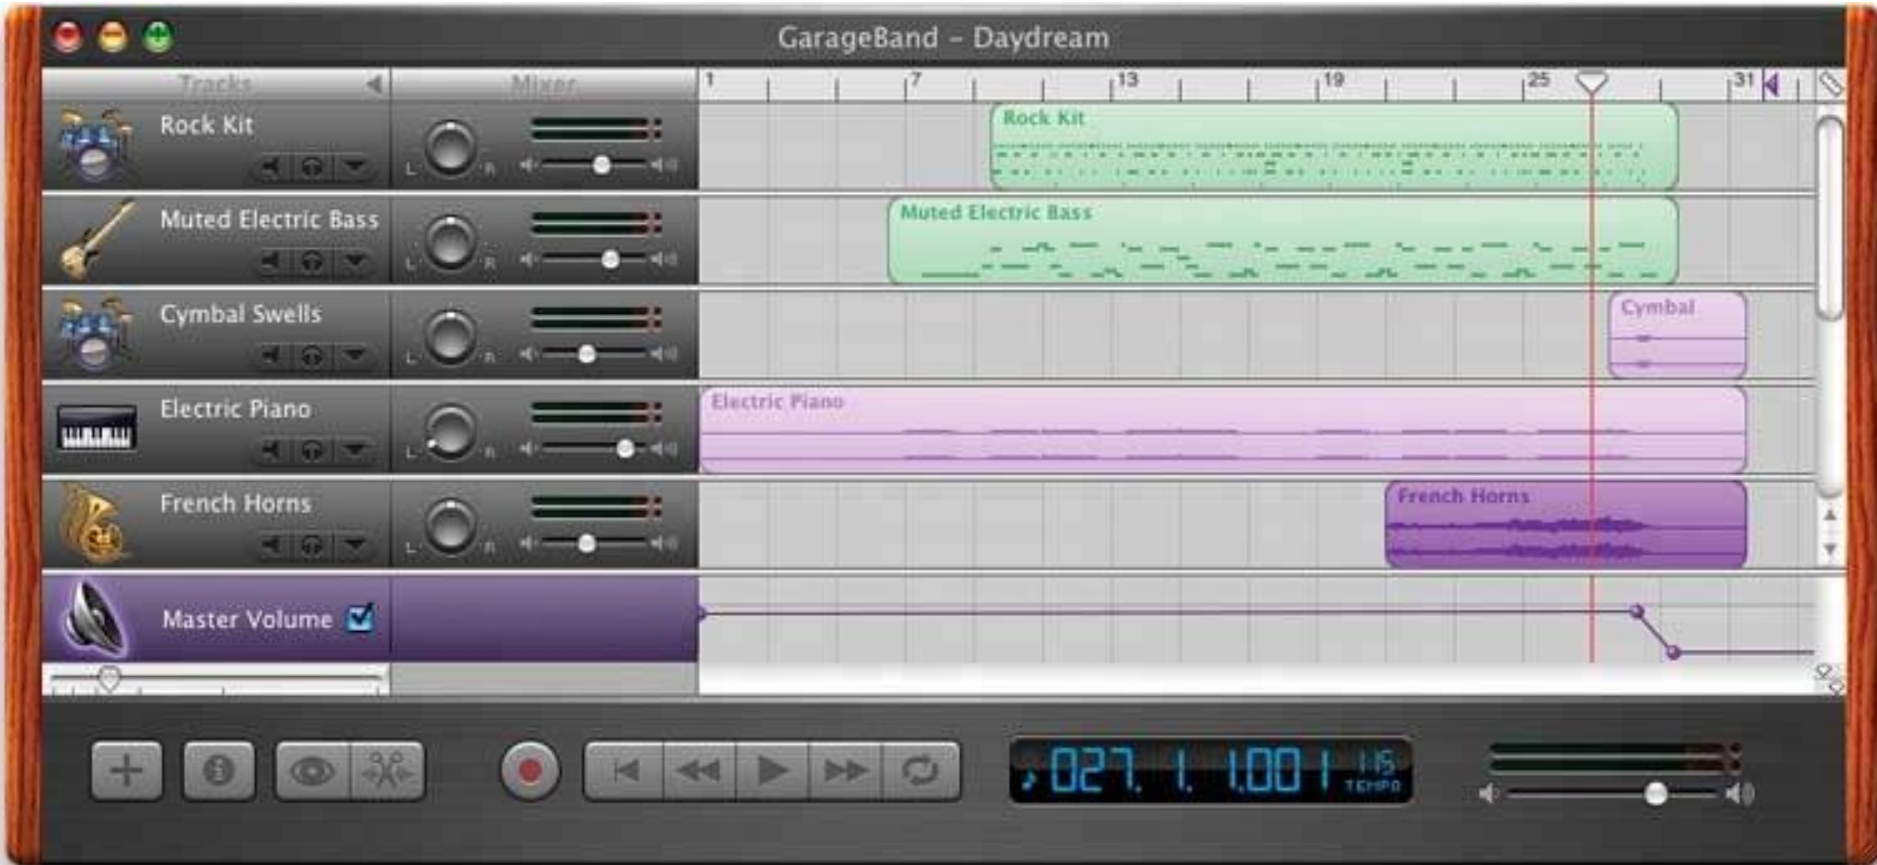 GarageBand – Daydream
Tracks Mixer 1 7 13 19 25 31
Rock Kit
L R
Rock Kit
Muted Electric Bass
L R
Muted Electric Bass
Cymbal Swells
L R
Cymbal
Electric Piano
L R
Electric Piano
French Horns
L R
French Horns
Master Volume
027. 1. 1.001 115
TEMPO